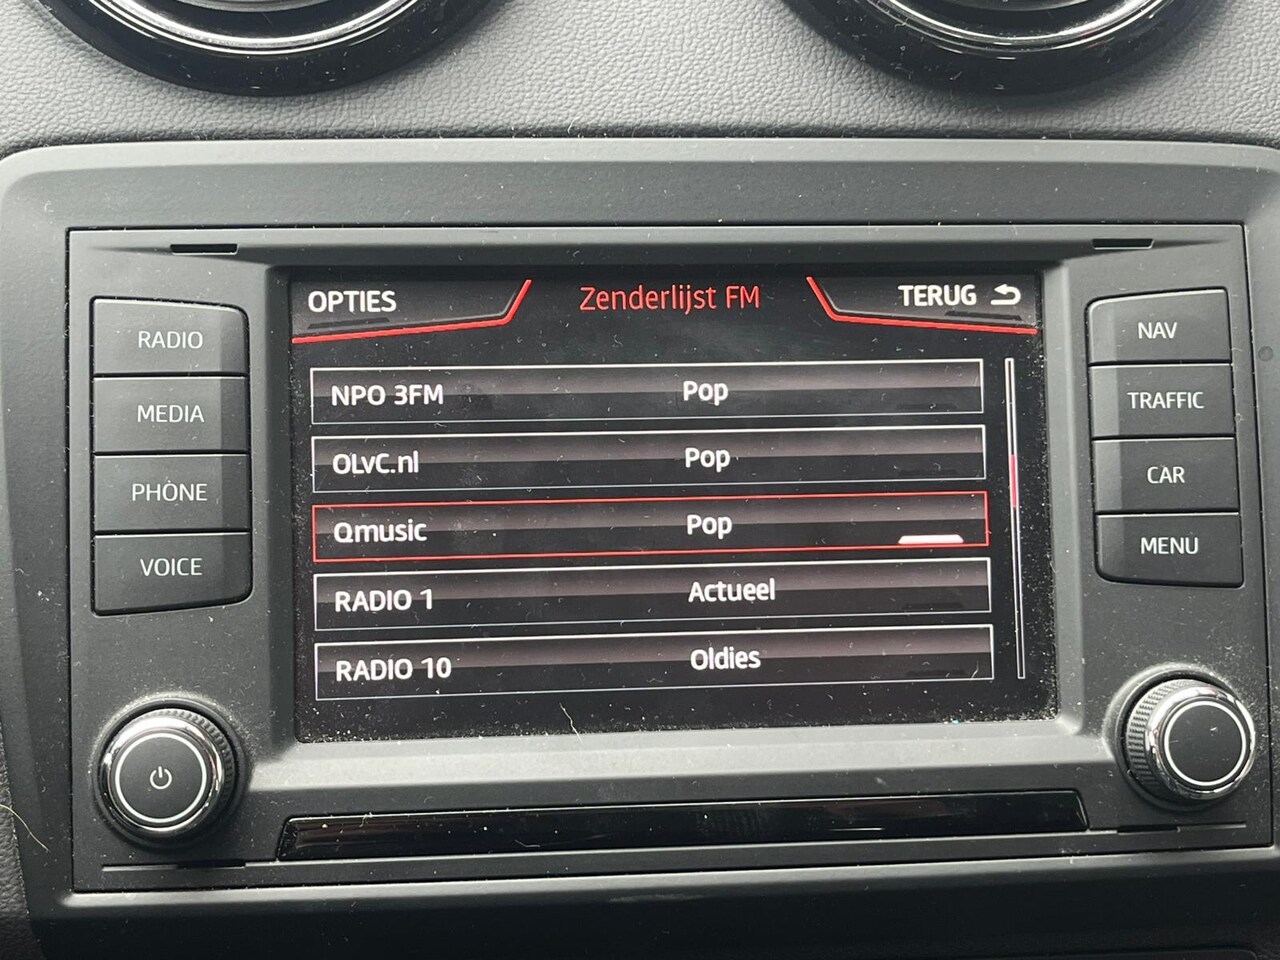 OPTIES
Zenderlijst FM
TERUG
RADIO
MEDIA
PHONE
VOICE
NPO 3FM Pop
OLVC.nl Pop
Qmusic Pop
RADIO 1 Actueel
RADIO 10 Oldies
NAV
TRAFFIC
CAR
MENU